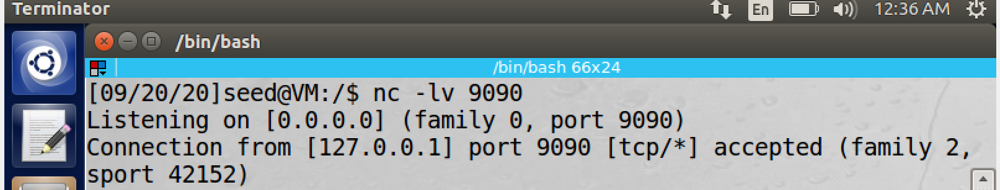 Terminator
En
12:36 AM
/bin/bash
/bin/bash 66x24
[09/20/20]seed@VM:/$ nc -lv 9090
Listening on [0.0.0.0] (family 0, port 9090)
Connection from [127.0.0.1] port 9090 [tcp/*] accepted (family 2,
sport 42152)